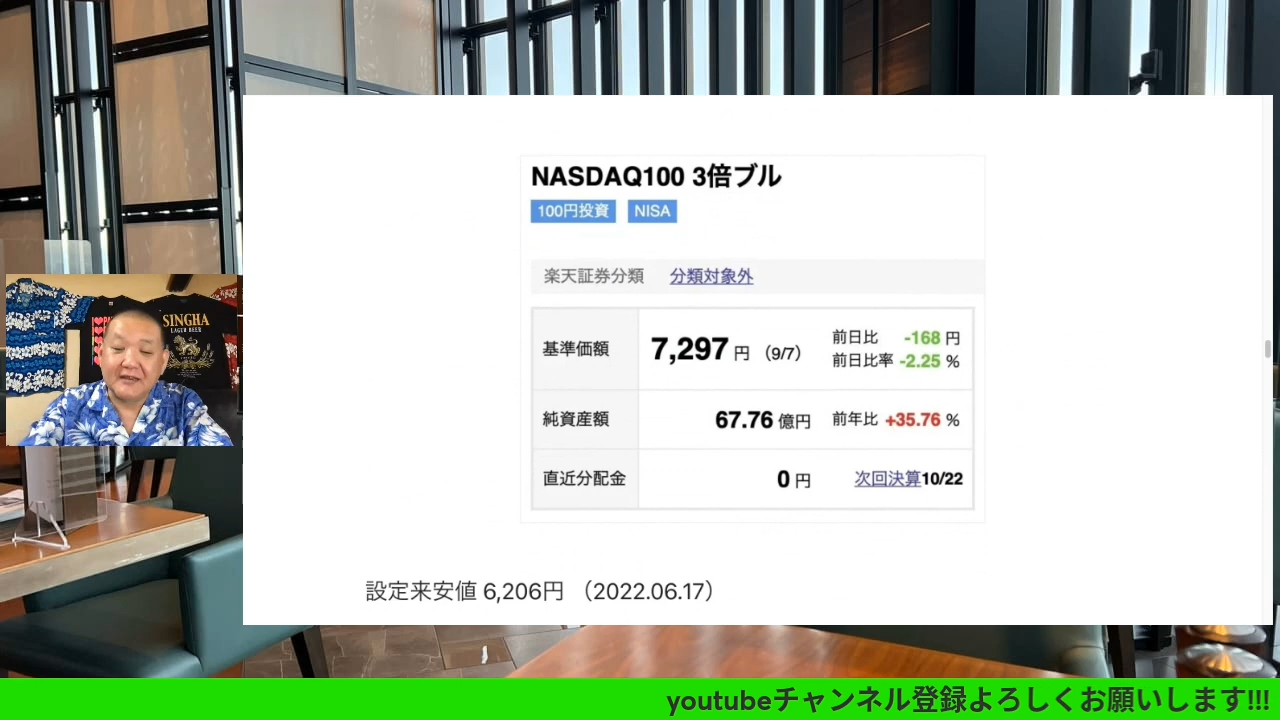 NASDAQ100 3倍ブル
100円投資 NISA
楽天証券分類 分類対象外
基準価額 7,297 円 (9/7) 前日比 -168 円
前日比率 -2.25 %
純資産額 67.76 億円 前年比 +35.76 %
直近分配金 0 円 次回決算10/22
設定来安値 6,206円 (2022.06.17)
SINGHA
LAGER BEER
youtubeチャンネル登録よろしくお願いします!!!